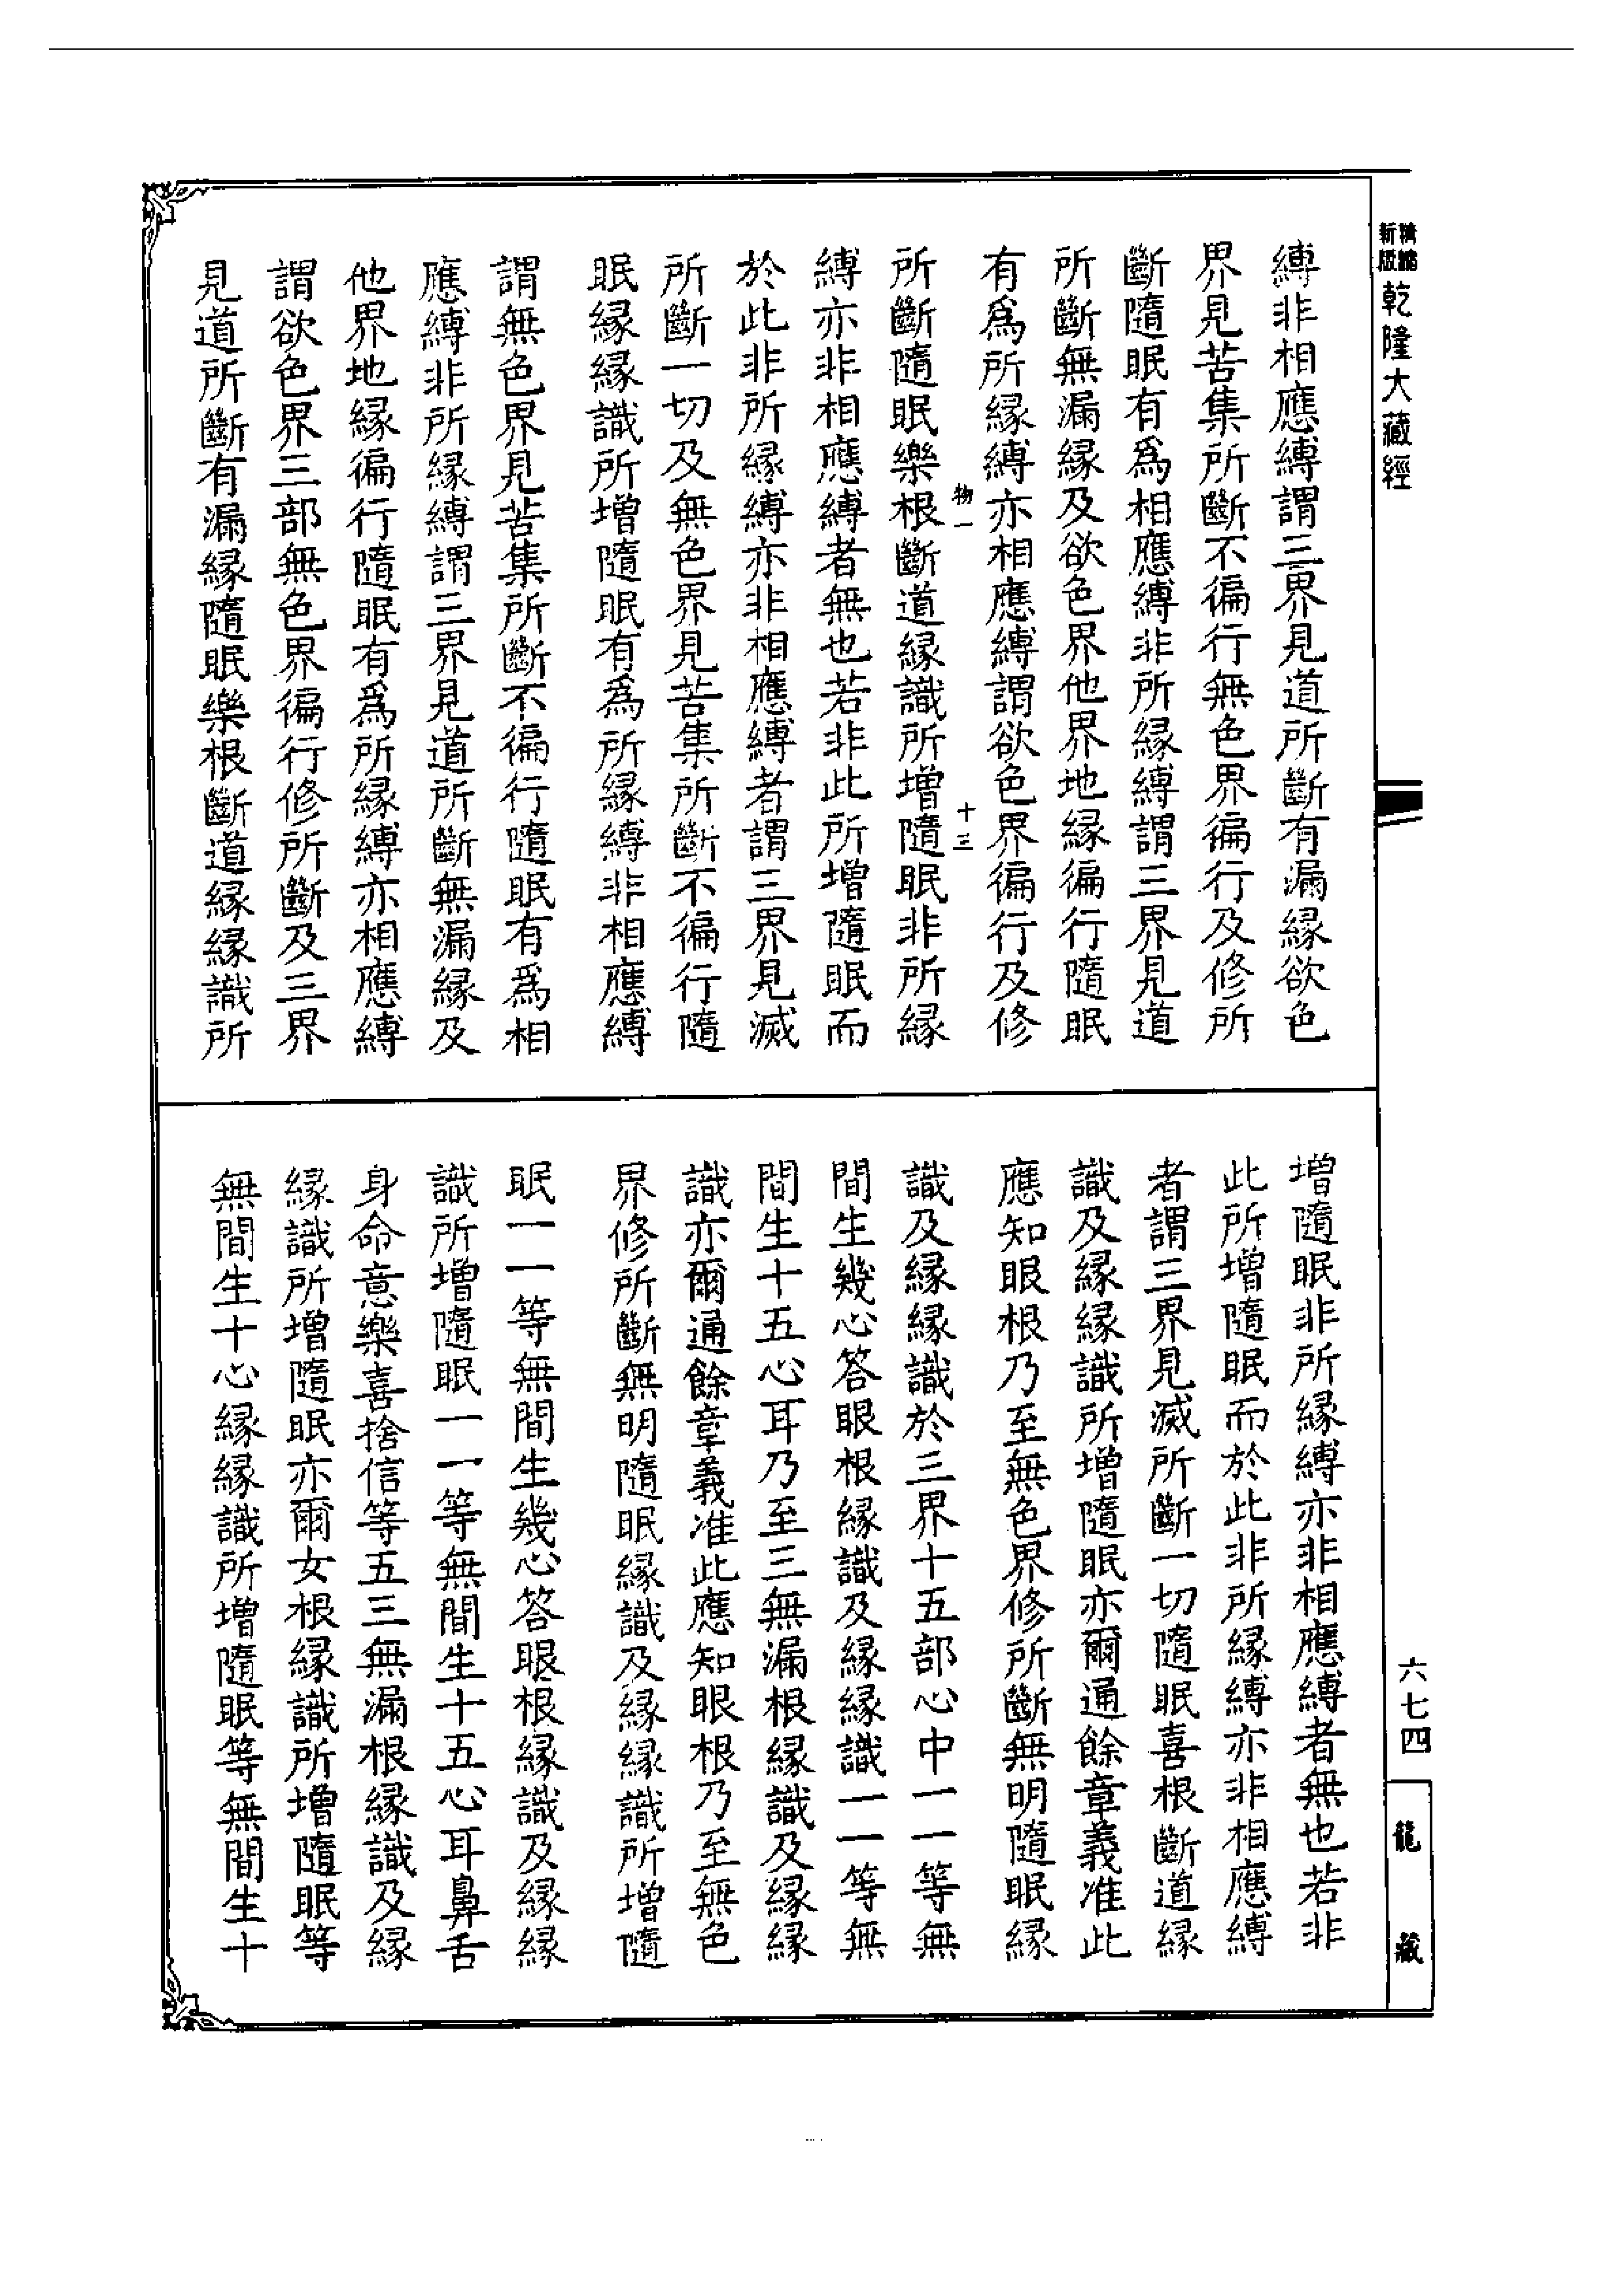 新版
精編
乾隆大藏經
縛非相應縛謂三界見道所斷有漏緣欲色
界見苦集所斷不徧行無色界徧行及修所
斷隨眠有為相應縛非所緣縛謂三界見道
所斷無漏緣及欲色界他界地緣徧行隨眠
有為所緣縛亦相應縛謂欲色界徧行及修
物一 十三
所斷隨眠樂根斷道緣識所增隨眠非所緣
縛亦非相應縛者無也若非此所增隨眠而
於此非所緣縛亦非相應縛者謂三界見滅
所斷一切及無色界見苦集所斷不徧行隨
眠緣緣識所增隨眠有為所緣縛非相應縛
謂無色界見苦集所斷不徧行隨眠有為相
應縛非所緣縛謂三界見道所斷無漏緣及
他界地緣徧行隨眠有為所緣縛亦相應縛
謂欲色界三部無色界徧行修所斷及三界
見道所斷有漏緣隨眠樂根斷道緣緣識所
增隨眠非所緣縛亦非相應縛者無也若非
此所增隨眠而於此非所緣縛亦非相應縛
者謂三界見滅所斷一切隨眠喜根斷道緣
識及緣緣識所增隨眠亦爾通餘章義准此
應知眼根乃至無色界修所斷無明隨眠緣
識及緣緣識於三界十五部心中一一等無
間生幾心答眼根緣識及緣緣識一一等無
間生十五心耳乃至三無漏根緣識及緣緣
識亦爾通餘章義准此應知眼根乃至無色
界修所斷無明隨眠緣識及緣緣識所增隨
眠一一等無間生幾心答眼根緣識及緣緣
識所增隨眠一一等無間生十五心耳鼻舌
身命意樂喜捨信等五三無漏根緣識及緣
緣識所增隨眠亦爾女根緣識所增隨眠等
無間生十心緣緣識所增隨眠等無間生十
六七四
龍藏